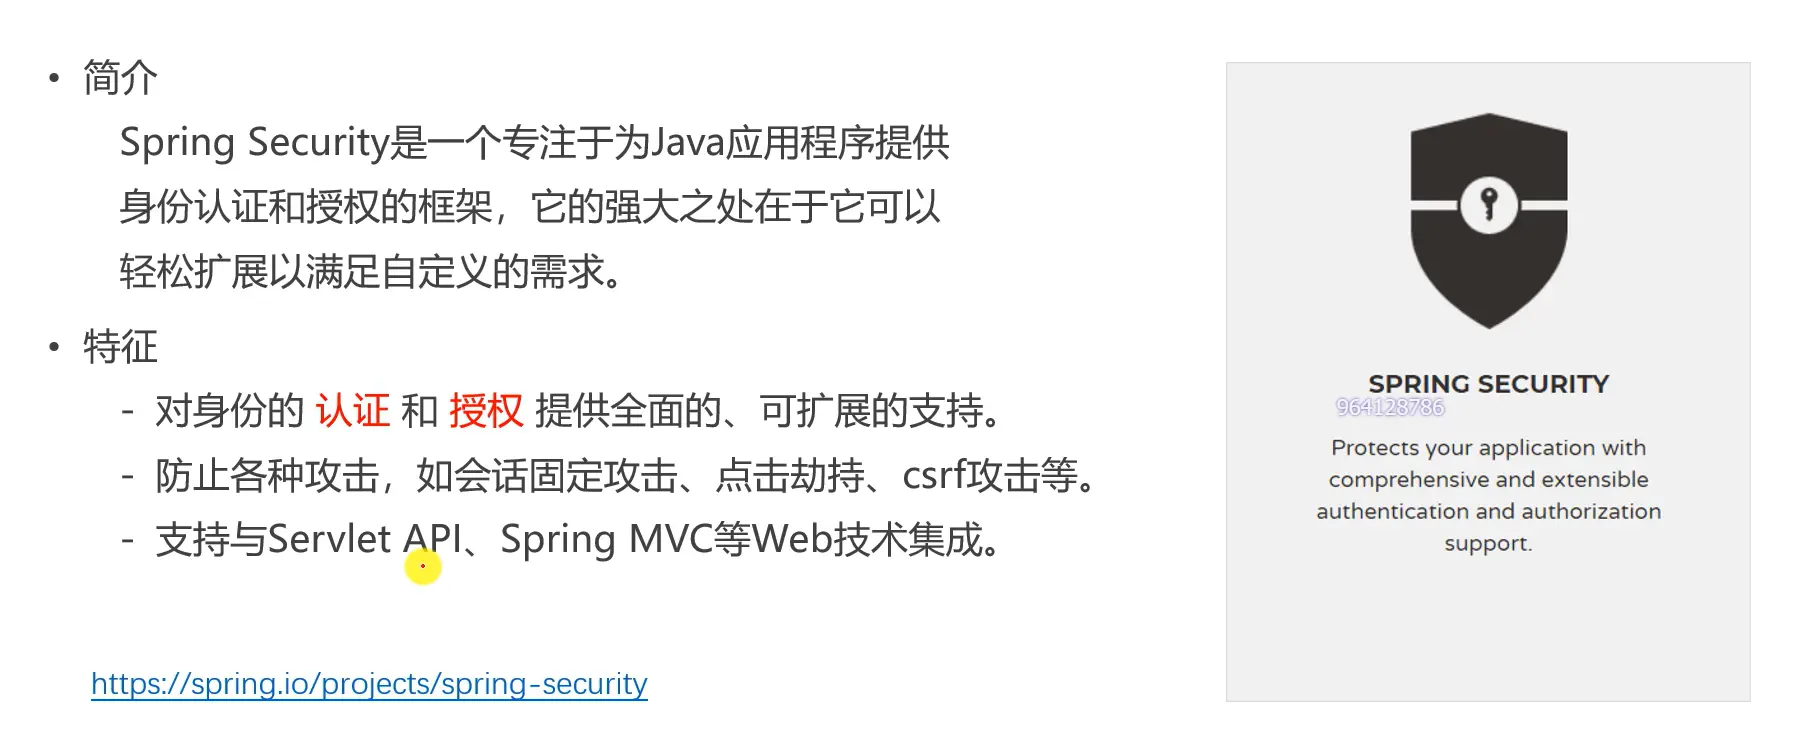 • 简介
Spring Security是一个专注于为Java应用程序提供
身份认证和授权的框架，它的强大之处在于它可以
轻松扩展以满足自定义的需求。
• 特征
- 对身份的 认证 和 授权 提供全面的、可扩展的支持。
- 防止各种攻击，如会话固定攻击、点击劫持、csrf攻击等。
- 支持与Servlet API、Spring MVC等Web技术集成。
https://spring.io/projects/spring-security
SPRING SECURITY
964128786
Protects your application with
comprehensive and extensible
authentication and authorization
support.